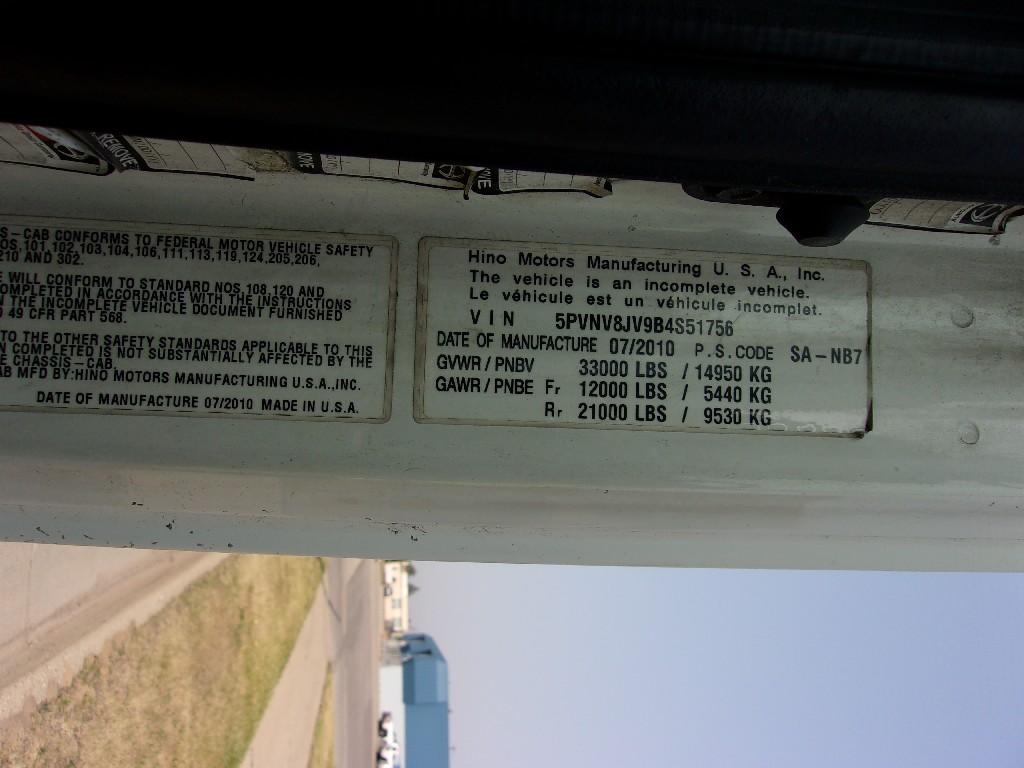 REMOVE
S-CAB CONFORMS TO FEDERAL MOTOR VEHICLE SAFETY
OS.101,102,103,104,106,111,113,119,124,205,206,
210 AND 302.
E WILL CONFORM TO STANDARD NOS.108,120 AND
OMPLETED IN ACCORDANCE WITH THE INSTRUCTIONS
N THE INCOMPLETE VEHICLE DOCUMENT FURNISHED
O 49 CFR PART 568.
TO THE OTHER SAFETY STANDARDS APPLICABLE TO THIS
N COMPLETED IS NOT SUBSTANTIALLY AFFECTED BY THE
E CHASSIS-CAB.
AB MFD BY:HINO MOTORS MANUFACTURING U.S.A.,INC.
DATE OF MANUFACTURE 07/2010 MADE IN U.S.A.
Hino Motors Manufacturing U. S. A., Inc.
The vehicle is an incomplete vehicle.
Le véhicule est un véhicule incomplet.
VIN 5PVNV8JV9B4S51756
DATE OF MANUFACTURE 07/2010 P.S.CODE SA-NB7
GVWR/PNBV 33000 LBS / 14950 KG
GAWR/PNBE Fr 12000 LBS / 5440 KG
Rr 21000 LBS / 9530 KG